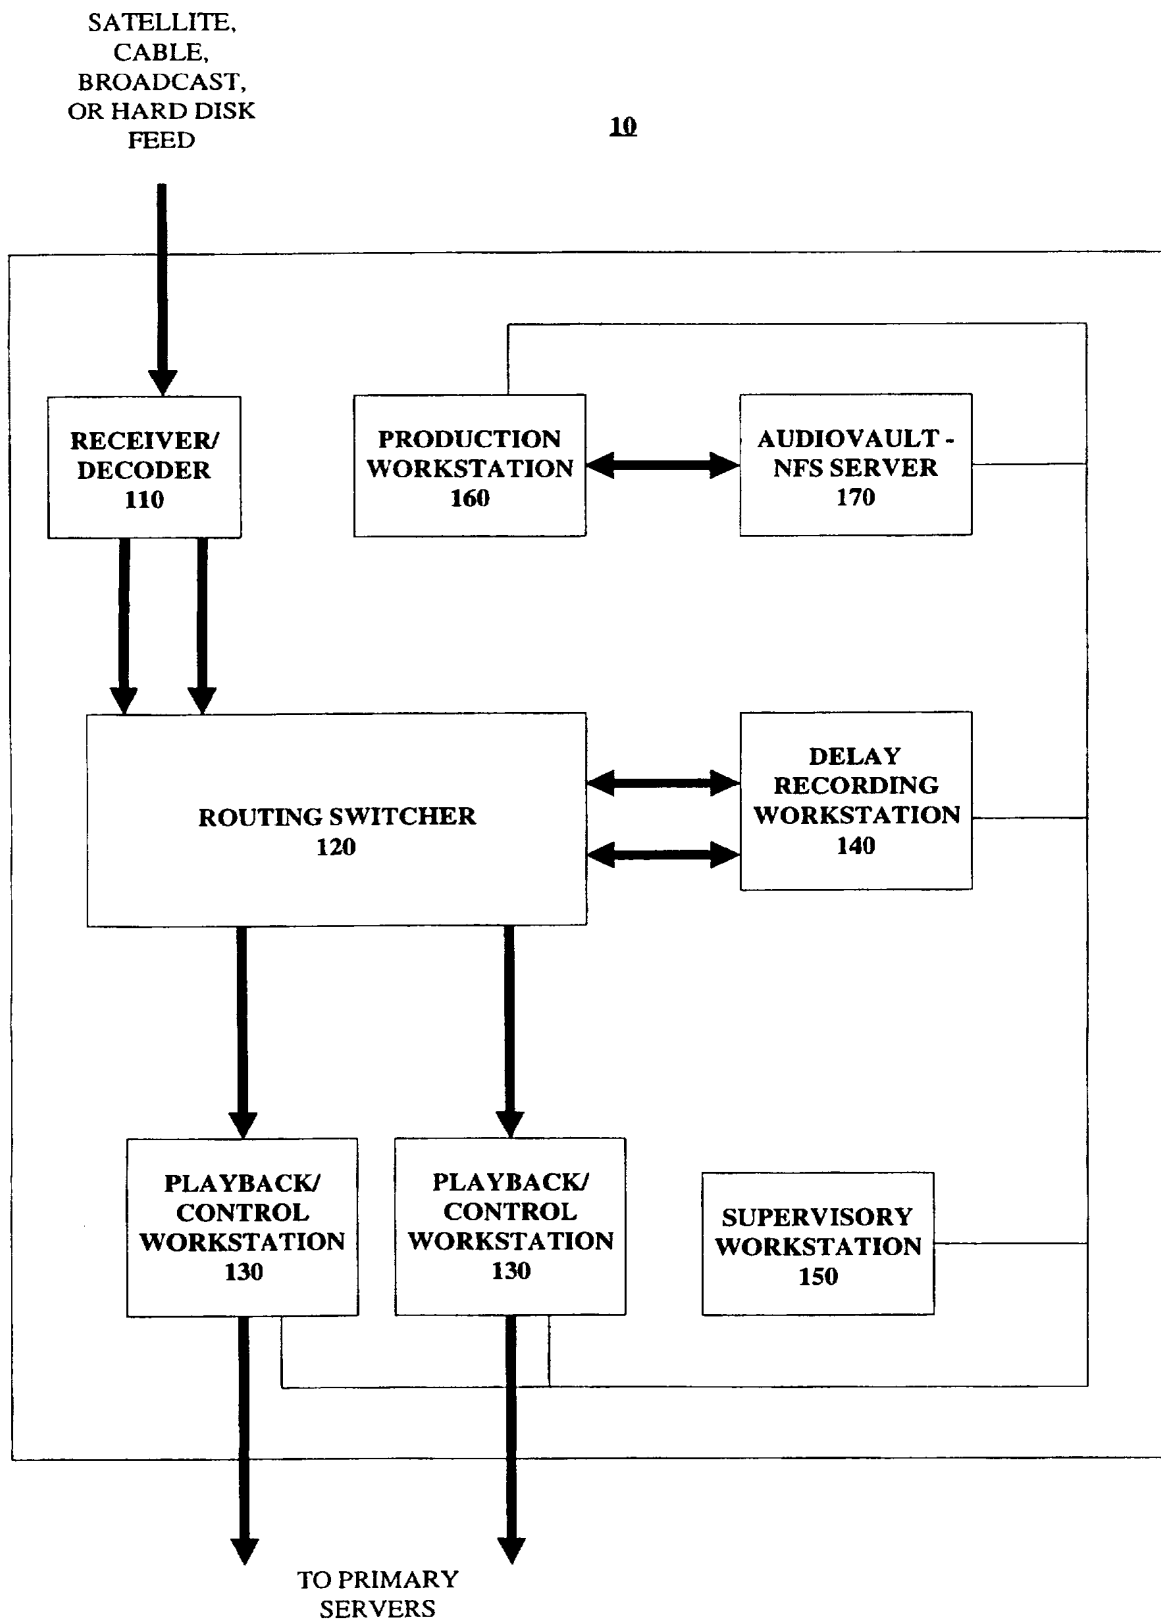 SATELLITE,
CABLE,
BROADCAST,
OR HARD DISK
FEED
10
RECEIVER/
DECODER
110
PRODUCTION
WORKSTATION
160
AUDIOVAULT -
NFS SERVER
170
ROUTING SWITCHER
120
DELAY
RECORDING
WORKSTATION
140
PLAYBACK/
CONTROL
WORKSTATION
130
PLAYBACK/
CONTROL
WORKSTATION
130
SUPERVISORY
WORKSTATION
150
TO PRIMARY
SERVERS